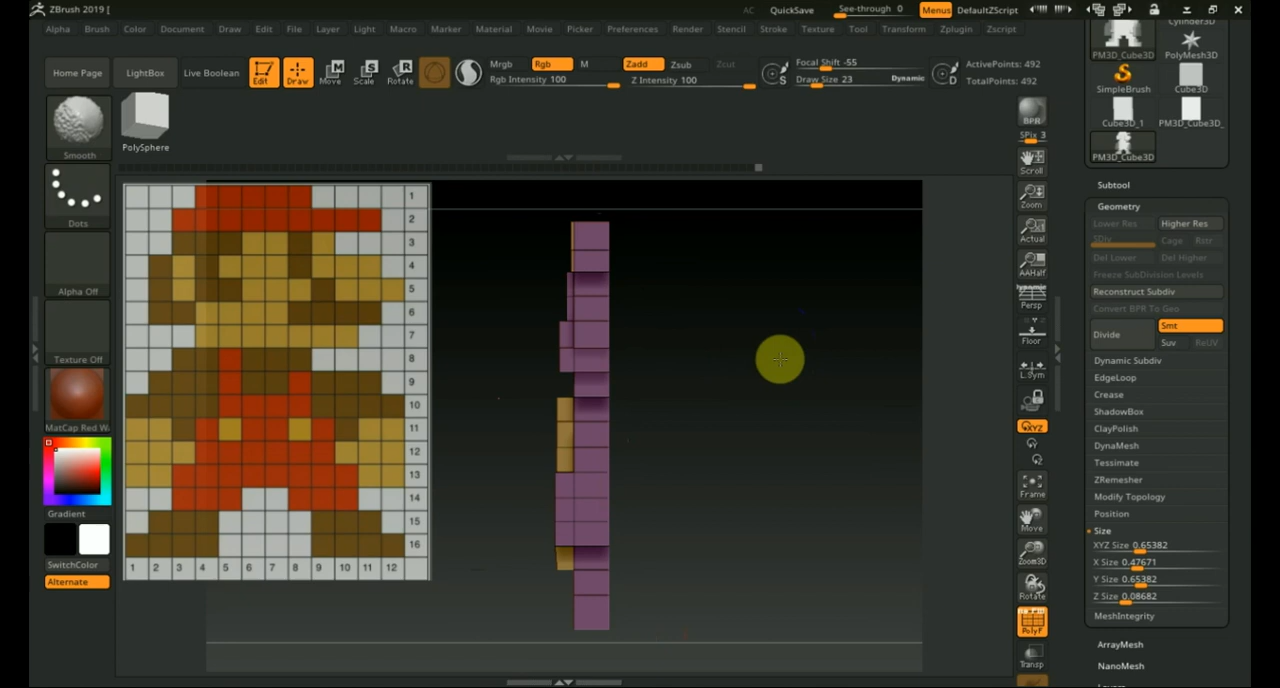 ZBrush 2019 [
AC QuickSave See-through 0 Menus DefaultZScript
Alpha Brush Color Document Draw Edit File Layer Light Macro Marker Material Movie Picker Preferences Render Stencil Stroke Texture Tool Transform Zplugin Zscript
Home Page LightBox Live Boolean Edit Draw Move Scale Rotate
Mrgb Rgb M Zadd Zsub Zcut
Rgb Intensity 100 Z Intensity 100
Focal Shift -55
Draw Size 23 Dynamic
ActivePoints: 492
TotalPoints: 492
Smooth
PolySphere
Dots
Alpha Off
Texture Off
MatCap Red Wa
Gradient
SwitchColor
Alternate
1
2
3
4
5
6
7
8
9
10
11
12
13
14
15
16
1 2 3 4 5 6 7 8 9 10 11 12
BPR
SPix 3
Scroll
Zoom
Actual
AAHalf
Dynamic
Persp
Floor
L.Sym
XYZ
Frame
Move
Zoom3D
Rotate
PolyF
Transp
Cylinder3D
PM3D_Cube3D PolyMesh3D
SimpleBrush Cube3D
Cube3D_1 PM3D_Cube3D_
PM3D_Cube3D
Subtool
Geometry
Lower Res Higher Res
SDiv Cage Rstr
Del Lower Del Higher
Freeze SubDivision Levels
Reconstruct Subdiv
Convert BPR To Geo
Divide Smt
Suv ReUV
Dynamic Subdiv
EdgeLoop
Crease
ShadowBox
ClayPolish
DynaMesh
Tessimate
ZRemesher
Modify Topology
Position
Size
XYZ Size 0.65382
X Size 0.47671
Y Size 0.65382
Z Size 0.08682
MeshIntegrity
ArrayMesh
NanoMesh